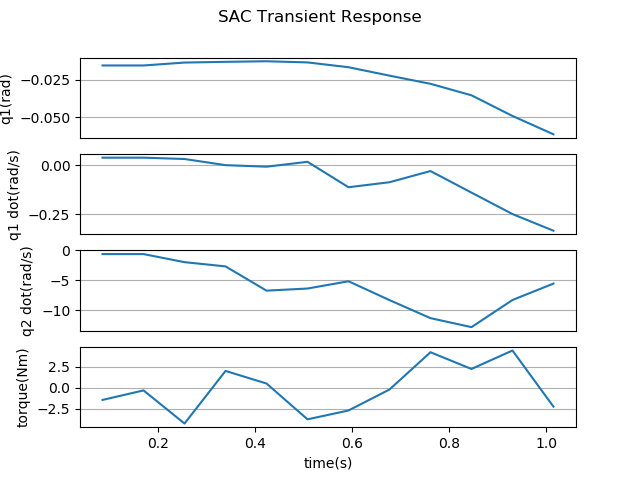 SAC Transient Response
q1(rad)
−0.025
−0.050
q1 dot(rad/s)
0.00
−0.25
q2 dot(rad/s)
0
−5
−10
torque(Nm)
2.5
0.0
−2.5
0.2 0.4 0.6 0.8 1.0
time(s)